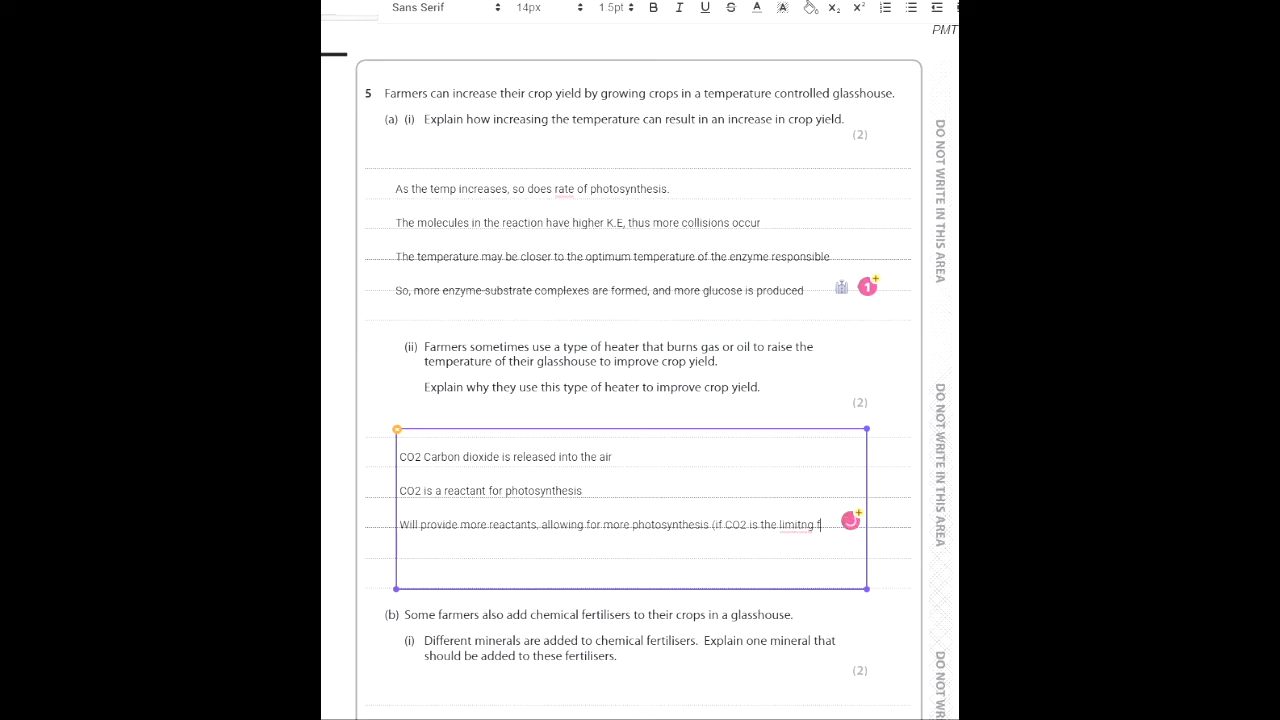 Sans Serif 14px 1.5pt B I U S A A X₂ X²
PMT
5 Farmers can increase their crop yield by growing crops in a temperature controlled glasshouse.
(a) (i) Explain how increasing the temperature can result in an increase in crop yield.
(2)
As the temp increases, so does rate of photosynthesis.
The molecules in the reaction have higher K.E, thus more collisions occur
The temperature may be closer to the optimum temperature of the enzyme responsible
So, more enzyme-substrate complexes are formed, and more glucose is produced
1
(ii) Farmers sometimes use a type of heater that burns gas or oil to raise the
temperature of their glasshouse to improve crop yield.
Explain why they use this type of heater to improve crop yield.
(2)
CO2 Carbon dioxide is released into the air
CO2 is a reactant for photosynthesis
Will provide more reactants, allowing for more photosynthesis (if CO2 is the limitng f
(b) Some farmers also add chemical fertilisers to their crops in a glasshouse.
(i) Different minerals are added to chemical fertilisers. Explain one mineral that
should be added to these fertilisers.
(2)
DO NOT WRITE IN THIS AREA
DO NOT WRITE IN THIS AREA
DO NOT WR